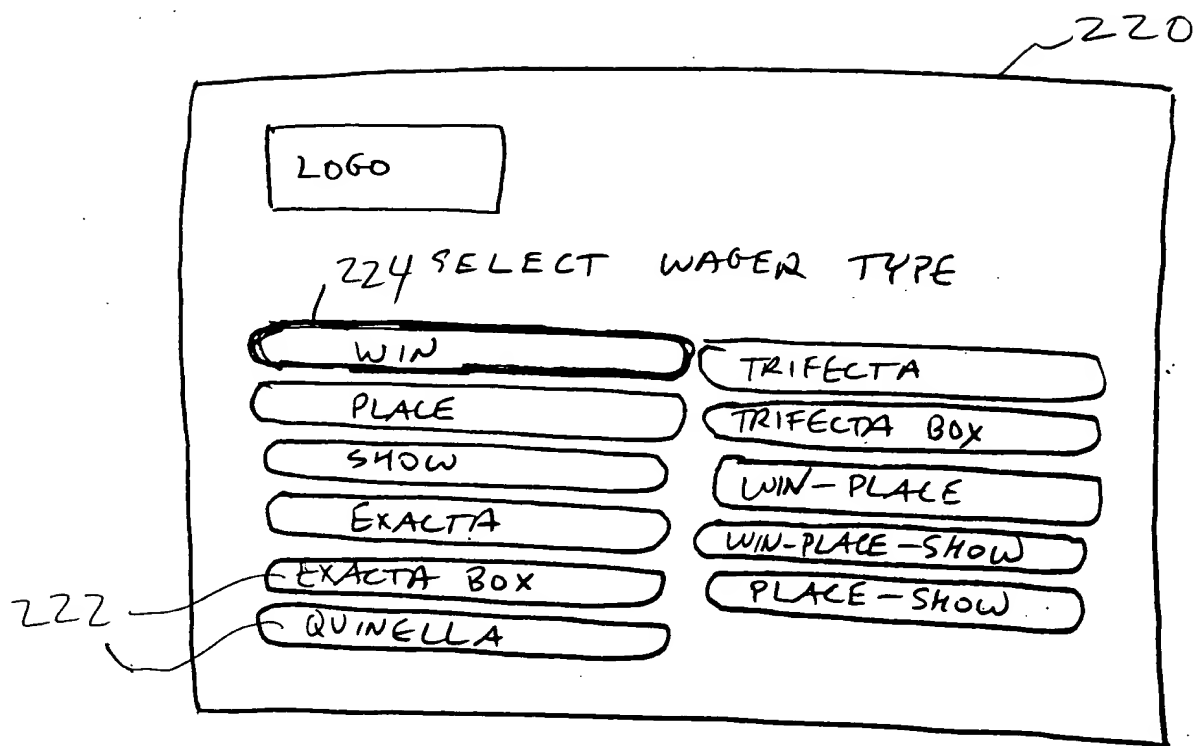 220
LOGO
224 SELECT WAGER TYPE
WIN
PLACE
SHOW
EXACTA
EXACTA BOX
QUINELLA
TRIFECTA
TRIFECTA BOX
WIN-PLACE
WIN-PLACE-SHOW
PLACE-SHOW
222